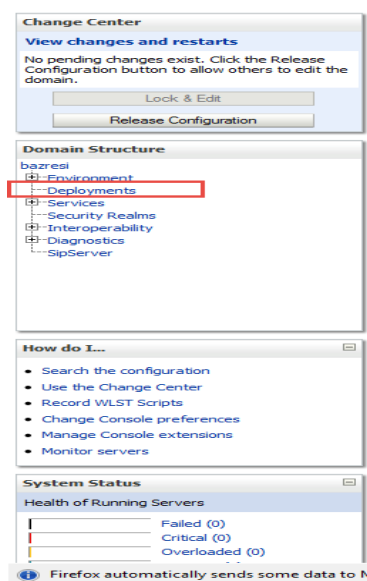 Change Center
View changes and restarts
No pending changes exist. Click the Release
Configuration button to allow others to edit the
domain.
Lock & Edit
Release Configuration
Domain Structure
bazresi
Environment
Deployments
Services
Security Realms
Interoperability
Diagnostics
SipServer
How do I...
Search the configuration
Use the Change Center
Record WLST Scripts
Change Console preferences
Manage Console extensions
Monitor servers
System Status
Health of Running Servers
Failed (0)
Critical (0)
Overloaded (0)
Firefox automatically sends some data to